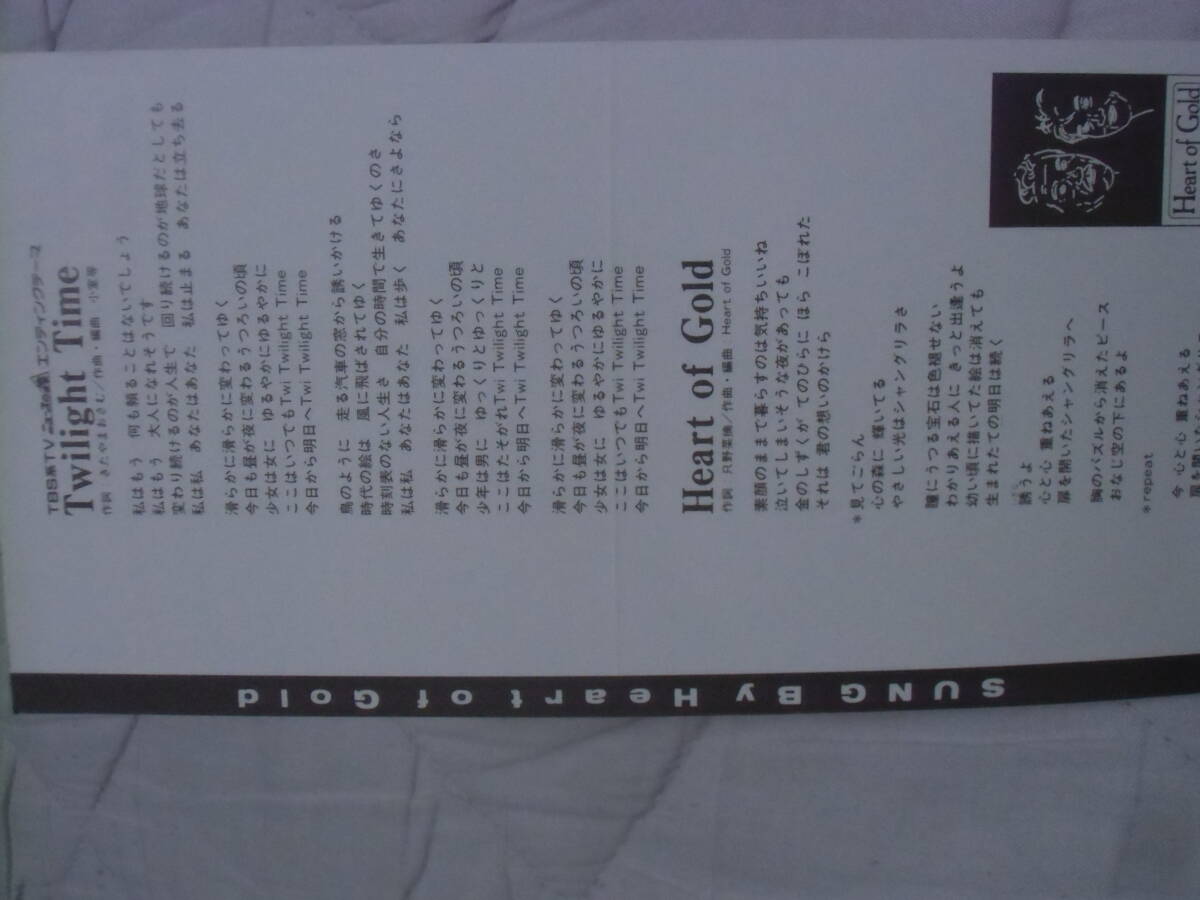 TBS系TV エンディングテーマ
Twilight Time
作詞 きたやまおさむ/作曲・編曲 小室等
私はもう 何も頼ることはないでしょう
私はもう 大人になれそうです
変わり続けるのが人生で 回り続けるのが地球だとしても
私は私 あなたはあなた 私は止まる あなたは立ち去る
滑らかに滑らかに変わってゆく
今日も昼が夜に変わるうつろいの頃
少女は女に ゆるやかにゆるやかに
ここはいつでもTwi Twilight Time
今日から明日へTwi Twilight Time
鳥のように 走る汽車の窓から誘いかける
時代の絵は 風に飛ばされてゆく
時刻表のない人生さ 自分の時間で生きてゆくのさ
私は私 あなたはあなた 私は歩く あなたにさよなら
滑らかに滑らかに変わってゆく
今日も昼が夜に変わるうつろいの頃
少年は男に ゆっくりとゆっくりと
ここはたそがれTwi Twilight Time
今日から明日へTwi Twilight Time
滑らかに滑らかに変わってゆく
今日も昼が夜に変わるうつろいの頃
少女は女に ゆるやかにゆるやかに
ここはいつでもTwi Twilight Time
今日から明日へTwi Twilight Time
Heart of Gold
作詞:只野菜摘/作曲・編曲:Heart of Gold
素顔のままで暮らすのは気持ちいいね
泣いてしまいそうな夜があっても
金のしずくが てのひらに ほら こぼれた
それは 君の想いのかけら
*見てごらん
心の森に 輝いてる
やさしい光はシャングリラさ
瞳にうつる宝石は色褪せない
わかりあえる人に きっと出逢うよ
幼い頃に描いてた絵は消えても
生まれたての明日は続く
誘うよ
心と心 重ねあえる
扉を開いたシャングリラへ
胸のパズルから消えたピース
おなじ空の下にあるよ
*repeat
今 心と心 重ねあえる
Heart of Gold
SUNG By Heart of Gold